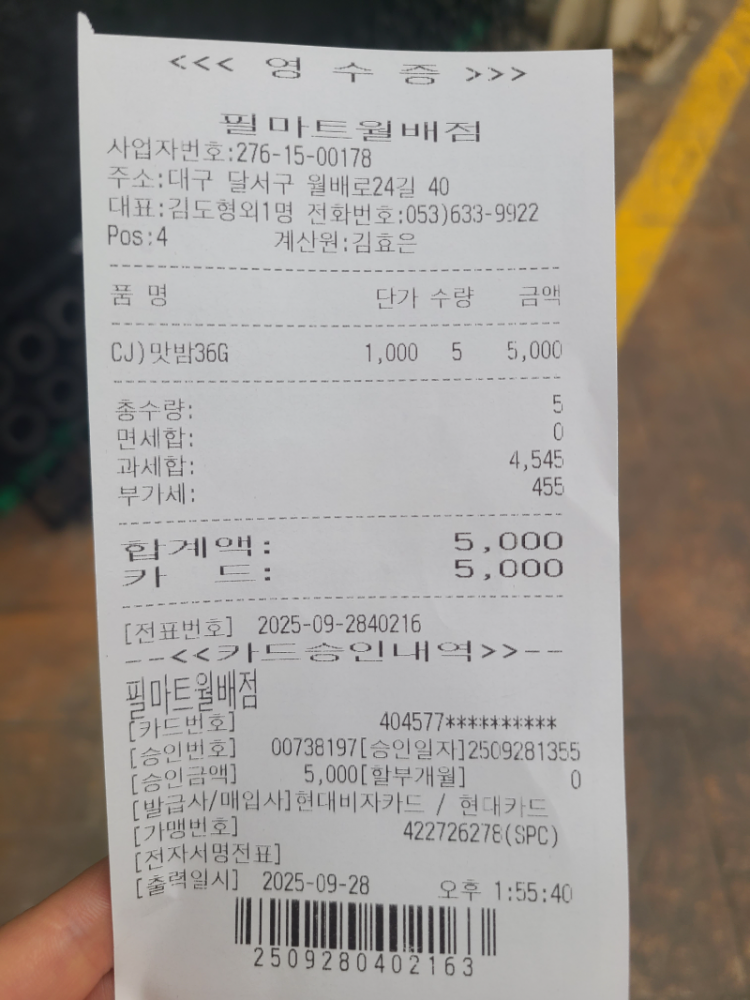 <<< 영 수 증 >>>
필마트월배점
사업자번호:276-15-00178
주소:대구 달서구 월배로24길 40
대표:김도형외1명 전화번호:053)633-9922
Pos:4 계산원:김효은
품 명 단가 수량 금액
CJ)맛밤36G 1,000 5 5,000
총수량: 5
면세합: 0
과세합: 4,545
부가세: 455
합계액: 5,000
카 드: 5,000
[전표번호] 2025-09-2840216
--<<카드승인내역>>--
필마트월배점
[카드번호] 404577**********
[승인번호] 00738197[승인일자]2509281355
[승인금액] 5,000[할부개월] 0
[발급사/매입사]현대비자카드 / 현대카드
[가맹번호] 422726278(SPC)
[전자서명전표]
[출력일시] 2025-09-28 오후 1:55:40
2509280402163